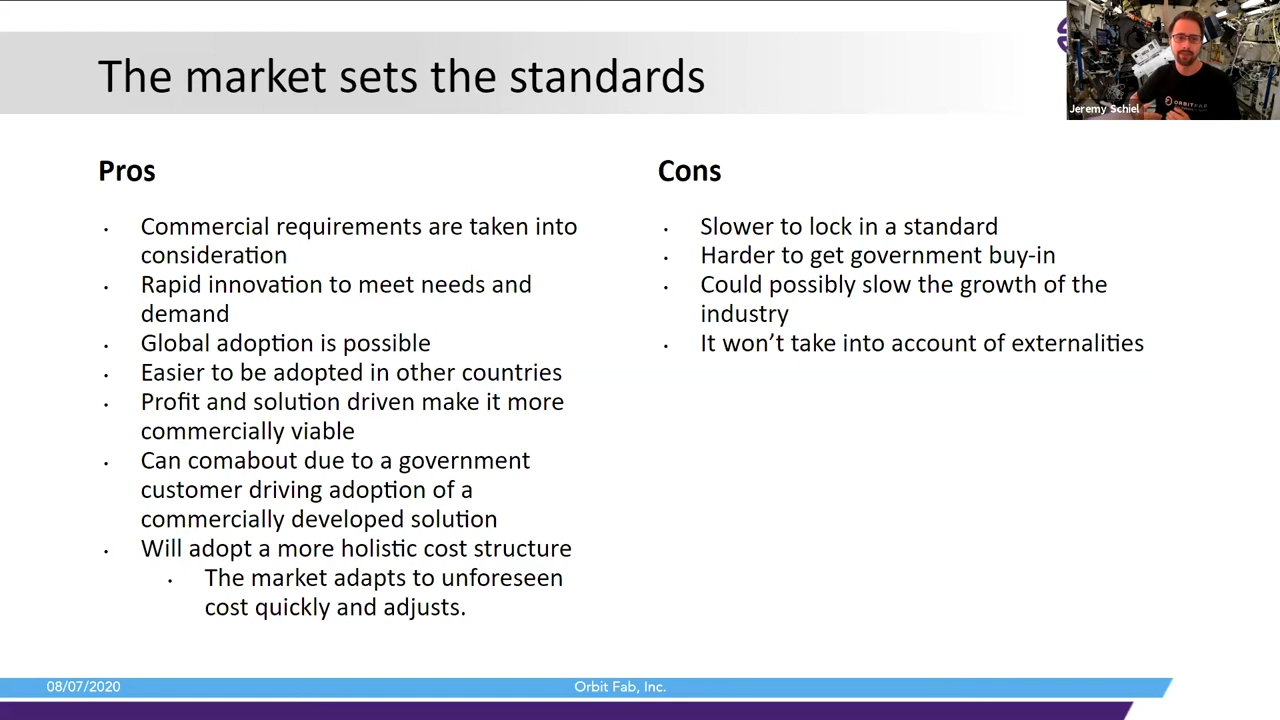 The market sets the standards
Jeremy Schiel
ORBITFAB
Pros
• Commercial requirements are taken into
consideration
• Rapid innovation to meet needs and
demand
• Global adoption is possible
• Easier to be adopted in other countries
• Profit and solution driven make it more
commercially viable
• Can comabout due to a government
customer driving adoption of a
commercially developed solution
• Will adopt a more holistic cost structure
• The market adapts to unforeseen
cost quickly and adjusts.
Cons
• Slower to lock in a standard
• Harder to get government buy-in
• Could possibly slow the growth of the
industry
• It won’t take into account of externalities
08/07/2020
Orbit Fab, Inc.